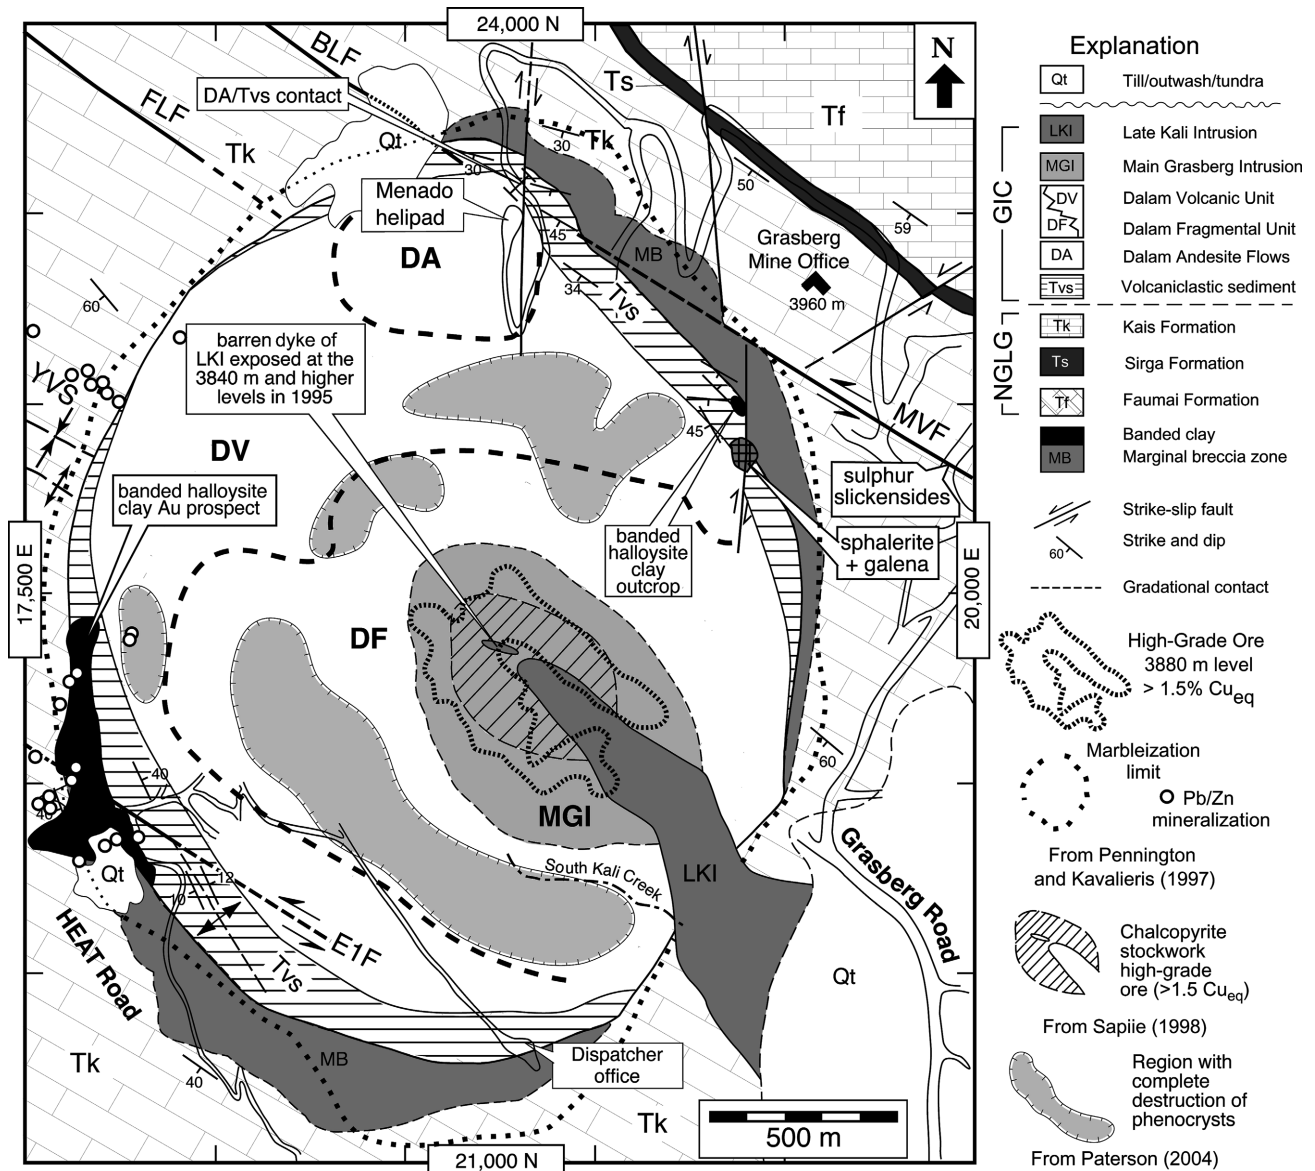 24,000 N
BLF
FLF
DA/Tvs contact
Ts
Tf
N
Tk
Qt
30
Tk
30
50
Menado
helipad
59
DA
45
MB
Grasberg
Mine Office
3960 m
34
60
Tvs
barren dyke of
LKI exposed at the
3840 m and higher
levels in 1995
YVS
MVF
DV
45
banded halloysite
clay Au prospect
sulphur
slickensides
banded
halloysite
clay
outcrop
sphalerite
+ galena
17,500 E
20,000 E
DF
60
40
40
MGI
Grasberg Road
South Kali Creek
LKI
Qt
12
10
HEAT Road
E1F
Tvs
Qt
MB
Tk
40
Dispatcher
office
Tk
500 m
21,000 N
Explanation
Qt Till/outwash/tundra
GIC
LKI Late Kali Intrusion
MGI Main Grasberg Intrusion
DV Dalam Volcanic Unit
DF Dalam Fragmental Unit
DA Dalam Andesite Flows
Tvs Volcaniclastic sediment
NGLG
Tk Kais Formation
Ts Sirga Formation
Tf Faumai Formation
Banded clay
MB Marginal breccia zone
Strike-slip fault
60 Strike and dip
Gradational contact
High-Grade Ore
3880 m level
> 1.5% Cueq
Marbleization
limit
Pb/Zn
mineralization
From Pennington
and Kavalieris (1997)
Chalcopyrite
stockwork
high-grade
ore (>1.5 Cueq)
From Sapiie (1998)
Region with
complete
destruction of
phenocrysts
From Paterson (2004)